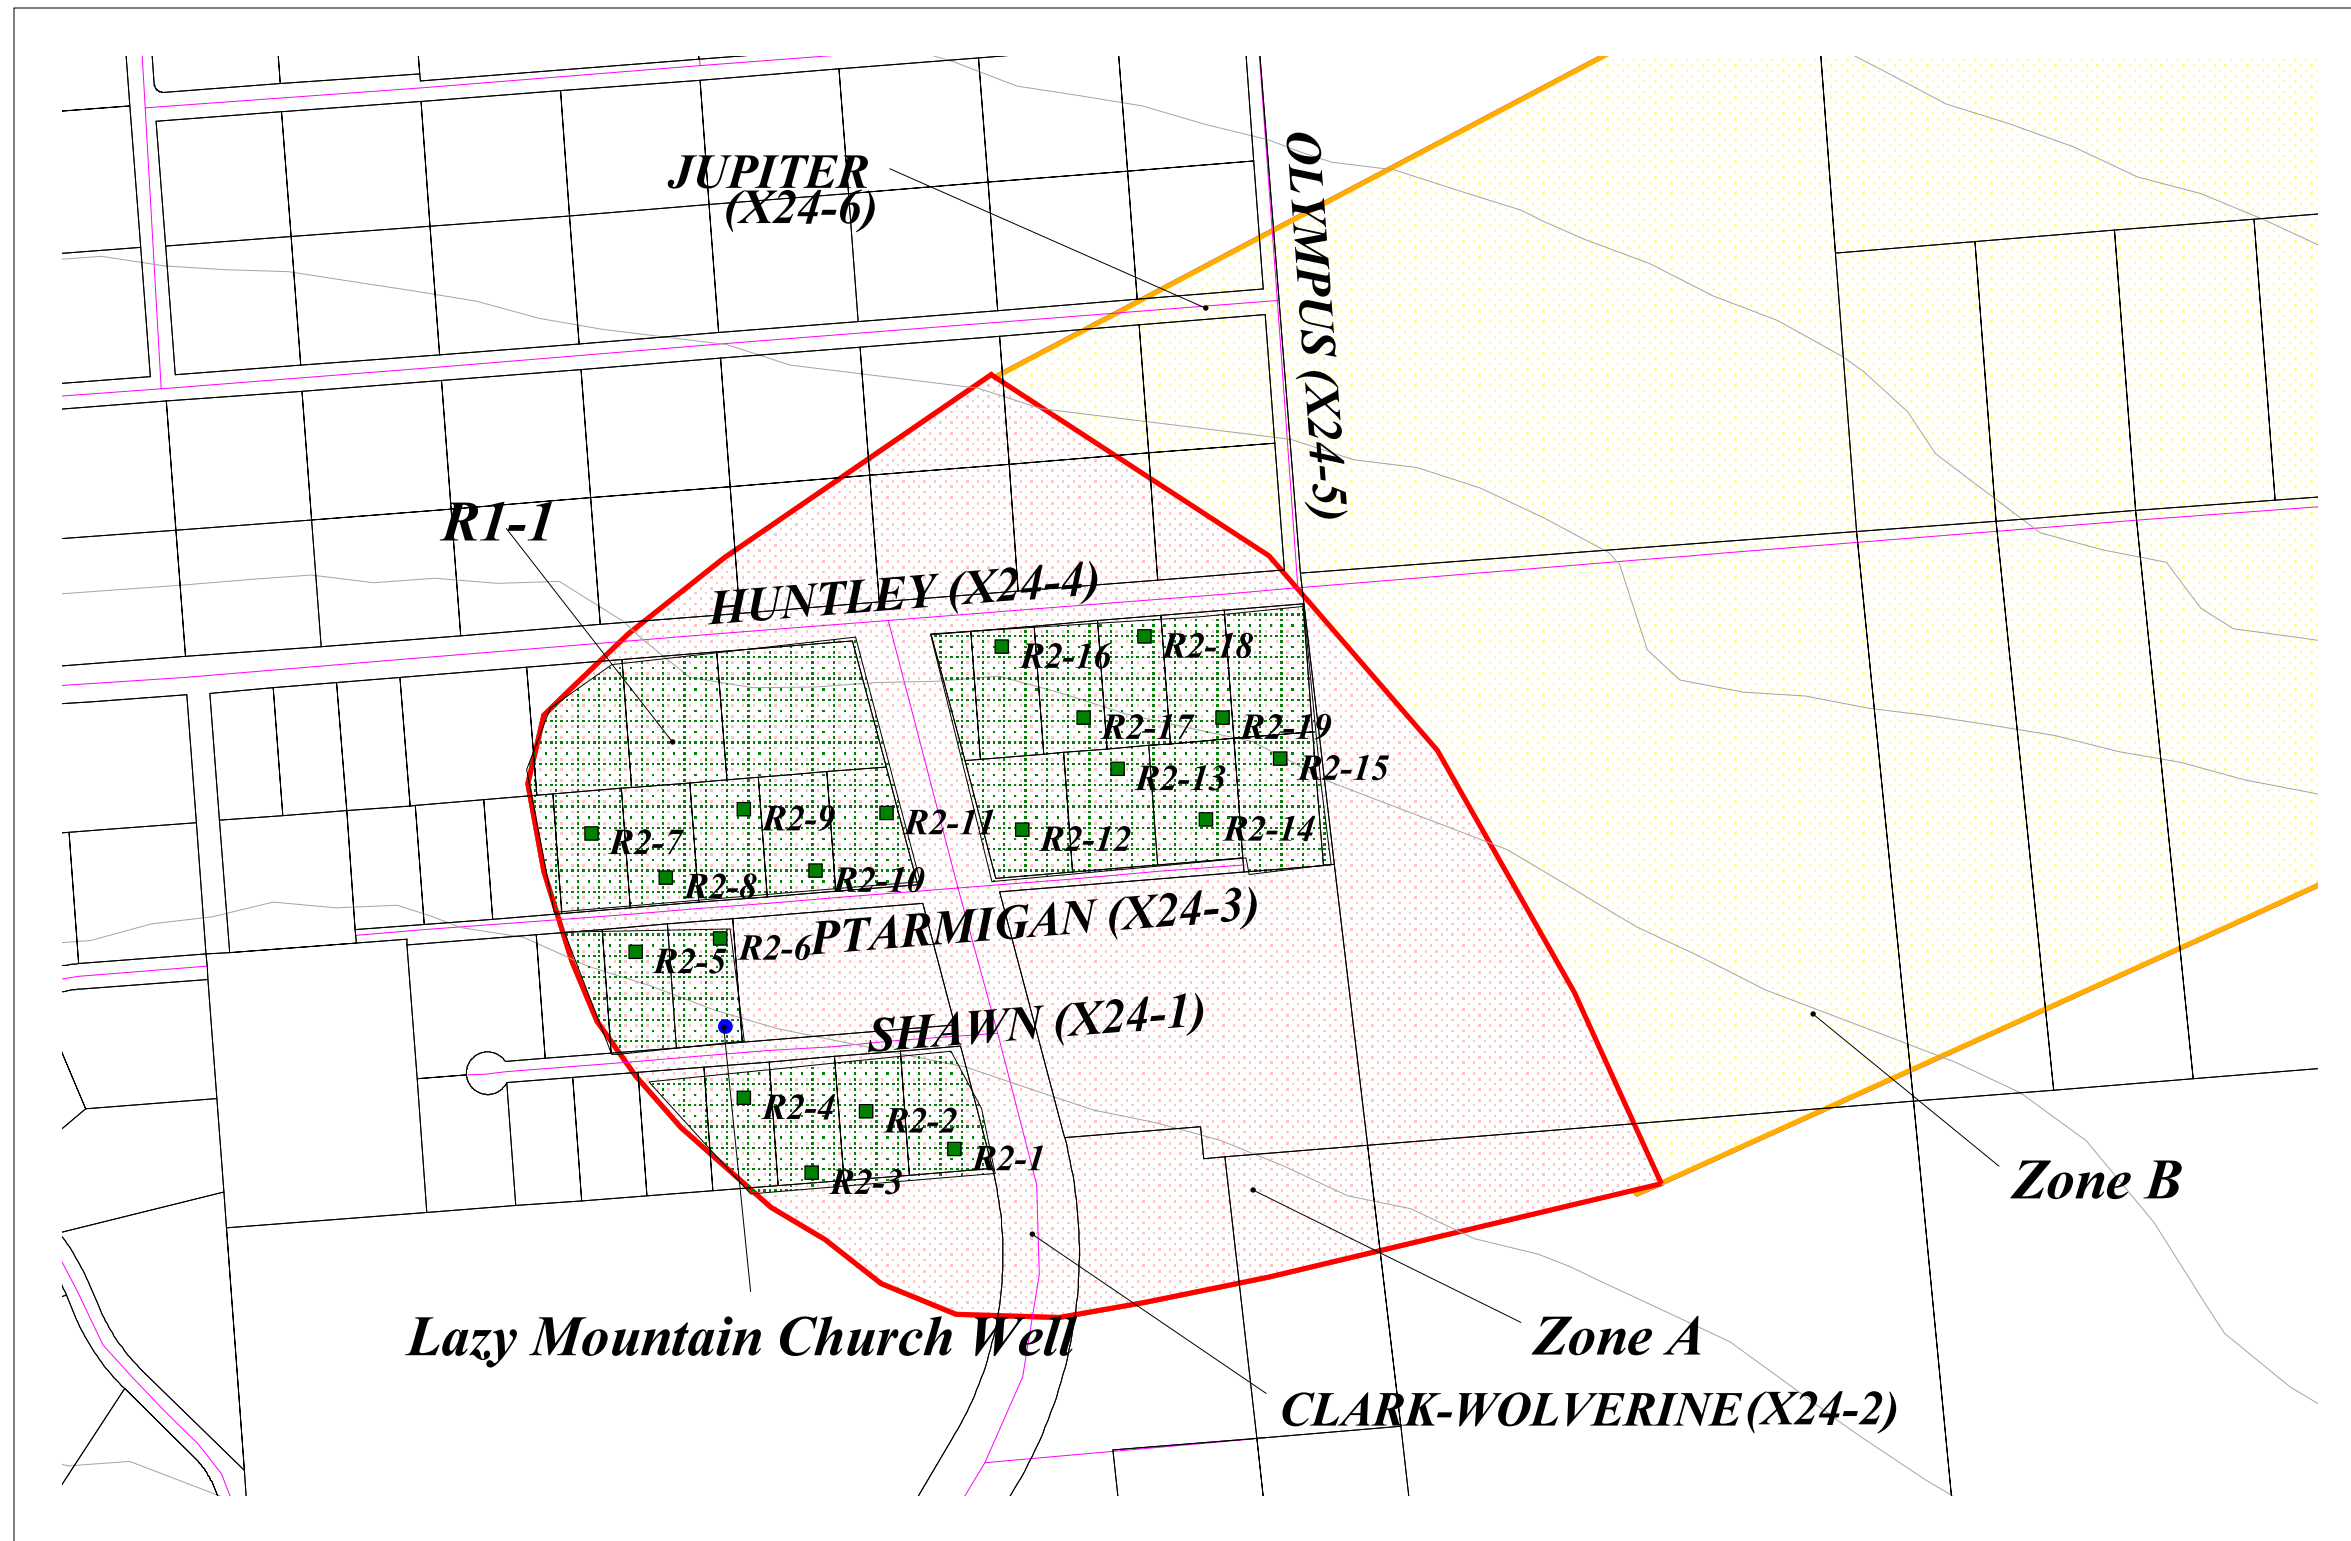 JUPITER
(X24-6)
OLYMPUS (X24-5)
R1-1
HUNTLEY (X24-4)
R2-16
R2-18
R2-17
R2-19
R2-13
R2-15
R2-12
R2-14
R2-9
R2-11
R2-7
R2-8
R2-10
PTARMIGAN (X24-3)
R2-6
R2-5
SHAWN (X24-1)
R2-4
R2-2
R2-1
R2-3
Zone B
Lazy Mountain Church Well
Zone A
CLARK-WOLVERINE (X24-2)